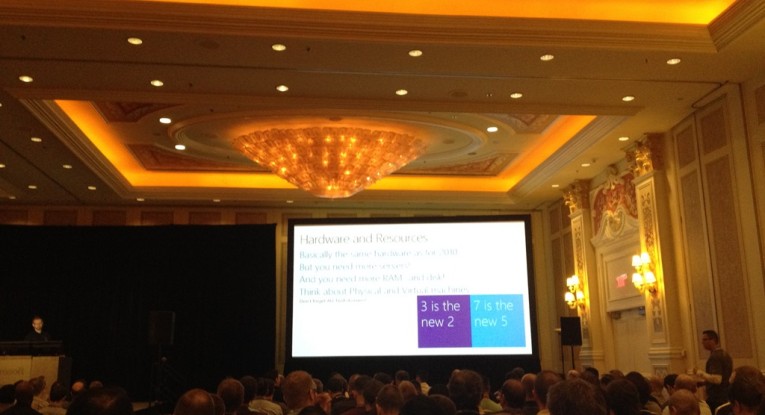 Hardware and Resources
Basically the same hardware as for 2010
But you need more servers!
And you need more RAM, and disk?
Think about Physical and Virtual machines
3 is the
new 2
7 is the
new 5